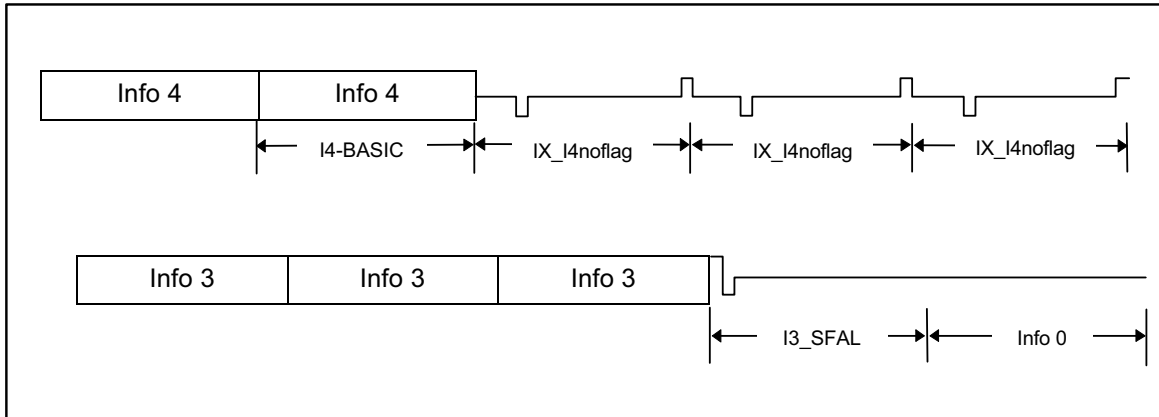 Info 4 Info 4
I4-BASIC IX_I4noflag IX_I4noflag IX_I4noflag
Info 3 Info 3 Info 3
I3_SFAL Info 0